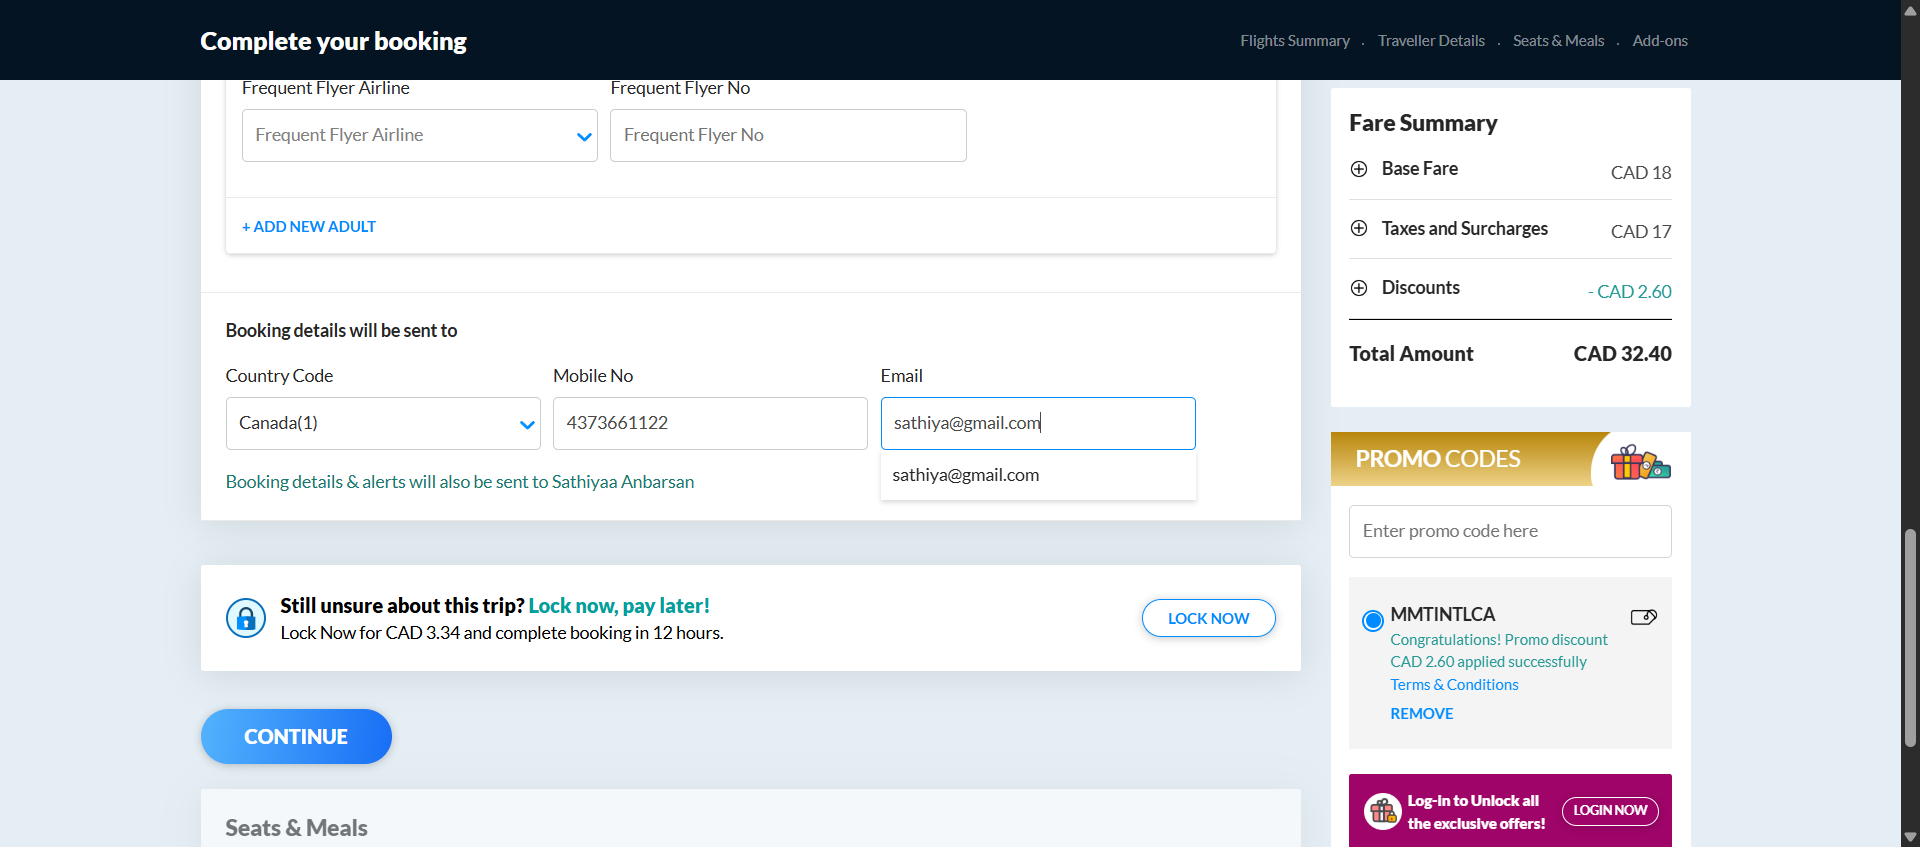 Complete your booking
Flights Summary . Traveller Details . Seats & Meals . Add-ons
Frequent Flyer Airline
Frequent Flyer No
Frequent Flyer Airline
Frequent Flyer No
+ ADD NEW ADULT
Booking details will be sent to
Country Code
Mobile No
Email
Canada(1)
4373661122
sathiya@gmail.com
sathiya@gmail.com
Booking details & alerts will also be sent to Sathiyaa Anbarsan
Still unsure about this trip? Lock now, pay later!
Lock Now for CAD 3.34 and complete booking in 12 hours.
LOCK NOW
CONTINUE
Seats & Meals
Fare Summary
Base Fare
CAD 18
Taxes and Surcharges
CAD 17
Discounts
- CAD 2.60
Total Amount
CAD 32.40
PROMO CODES
Enter promo code here
MMTINTLCA
Congratulations! Promo discount
CAD 2.60 applied successfully
Terms & Conditions
REMOVE
Log-in to Unlock all
the exclusive offers!
LOGIN NOW